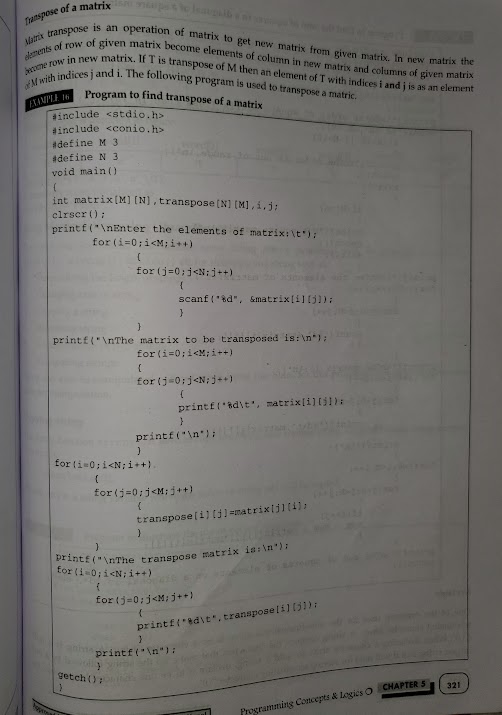 Transpose of a matrix
Matrix transpose is an operation of matrix to get new matrix from given matrix. In new matrix the
elements of row of given matrix become elements of column in new matrix and columns of given matrix
become row in new matrix. If T is transpose of M then an element of T with indices i and j is as an element
of M with indices j and i. The following program is used to transpose a matric.
EXAMPLE 16 Program to find transpose of a matrix
#include <stdio.h>
#include <conio.h>
#define M 3
#define N 3
void main()
{
int matrix[M][N],transpose[N][M],i,j;
clrscr();
printf("\nEnter the elements of matrix:\t");
for(i=0;i<M;i++)
{
for(j=0;j<N;j++)
{
scanf("%d", &matrix[i][j]);
}
}
printf("\nThe matrix to be transposed is:\n");
for(i=0;i<M;i++)
{
for(j=0;j<N;j++)
{
printf("%d\t", matrix[i][j]);
}
printf("\n");
}
for(i=0;i<N;i++)
{
for(j=0;j<M;j++)
{
transpose[i][j]=matrix[j][i];
}
}
printf("\nThe transpose matrix is:\n");
for(i=0;i<N;i++)
{
for(j=0;j<M;j++)
{
printf("%d\t",transpose[i][j]);
}
printf("\n");
}
getch();
}
Programming Concepts & Logics CHAPTER 5 321